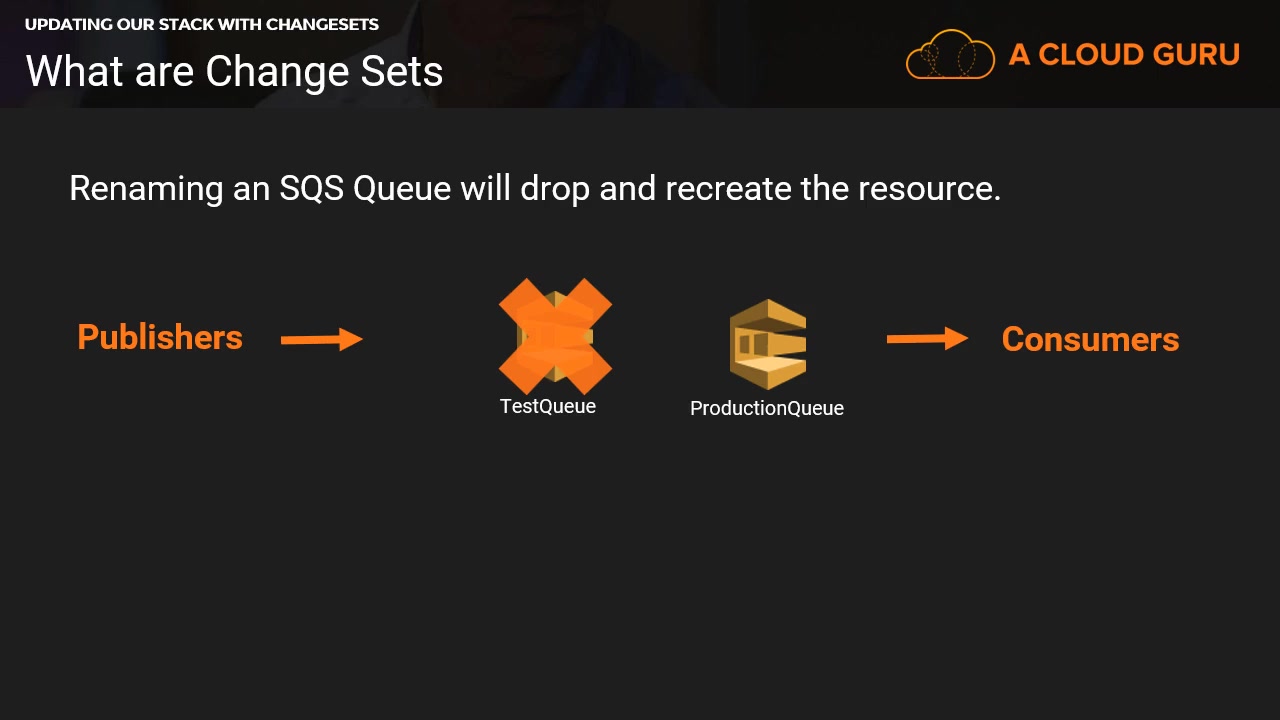 UPDATING OUR STACK WITH CHANGESETS
What are Change Sets
A CLOUD GURU
Renaming an SQS Queue will drop and recreate the resource.
Publishers
Consumers
TestQueue
ProductionQueue